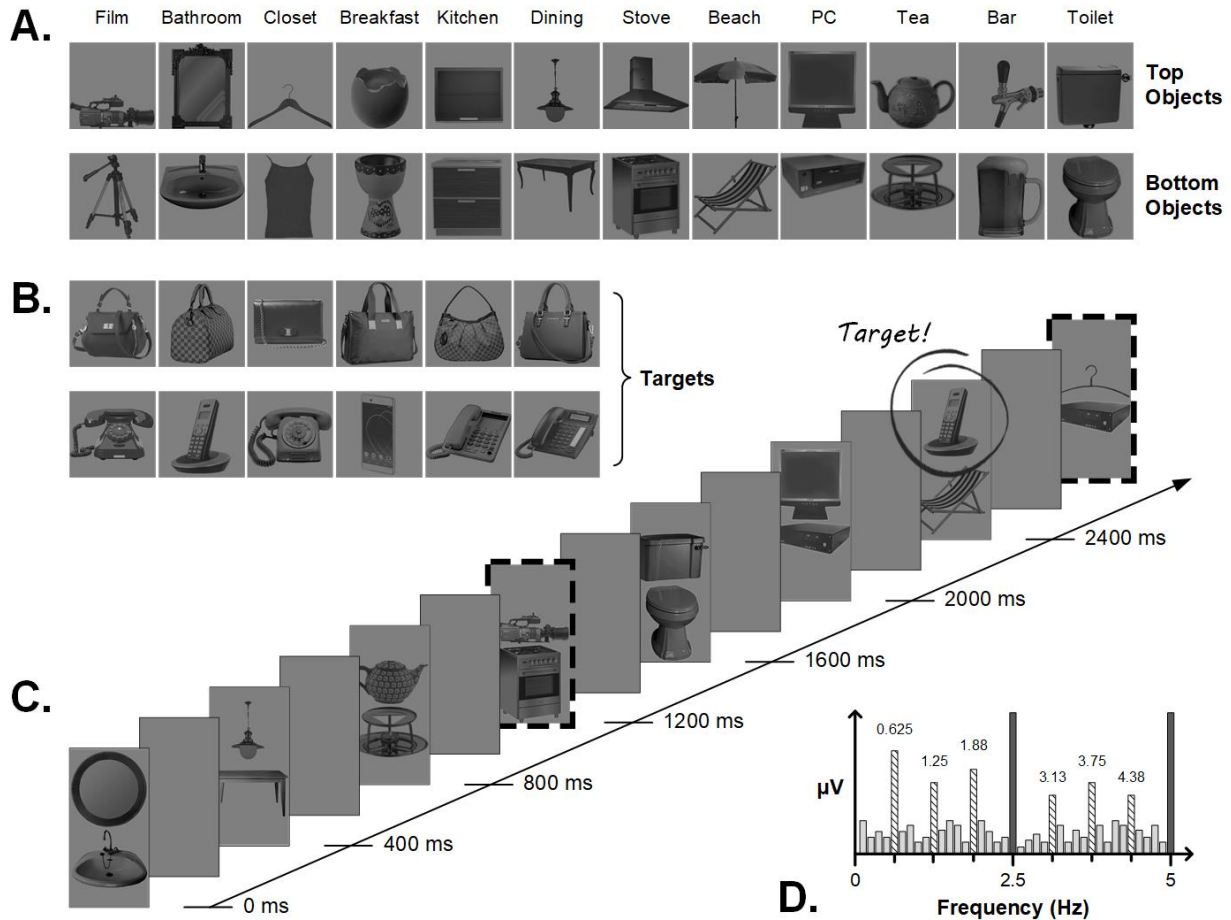 A.
Film Bathroom Closet Breakfast Kitchen Dining Stove Beach PC Tea Bar Toilet
Top
Objects
Bottom
Objects
B.
Targets
Target!
C.
0 ms
400 ms
800 ms
1200 ms
1600 ms
2000 ms
2400 ms
D.
µV
0.625
1.25
1.88
3.13
3.75
4.38
0 2.5 5
Frequency (Hz)